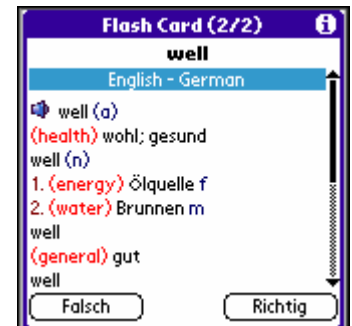 Flash Card (2/2)
well
English - German
well (a)
(health) wohl; gesund
well (n)
1. (energy) Ölquelle f
2. (water) Brunnen m
well
(general) gut
well
Falsch Richtig